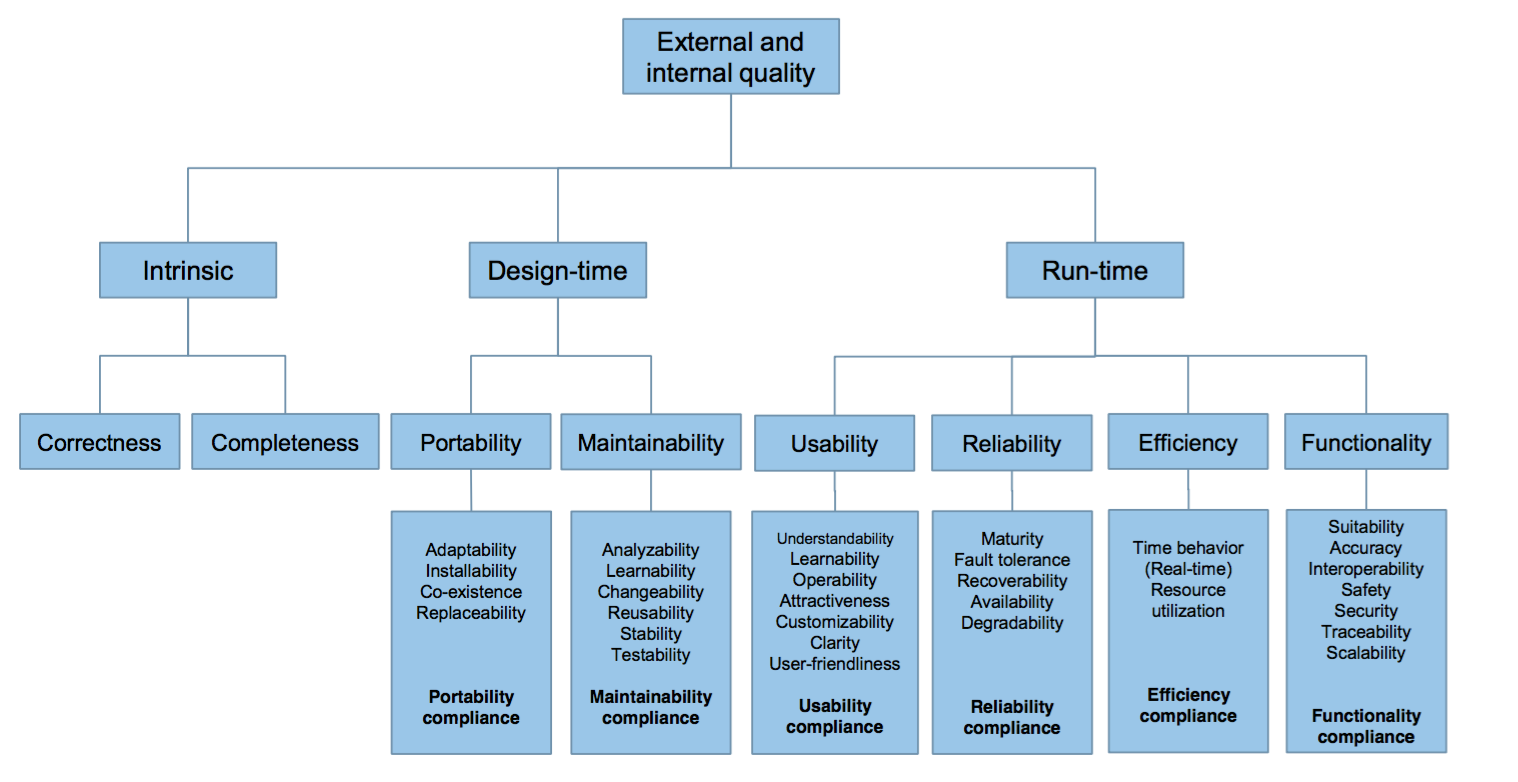 External and
internal quality
Intrinsic
Design-time
Run-time
Correctness
Completeness
Portability
Maintainability
Usability
Reliability
Efficiency
Functionality
Adaptability
Installability
Co-existence
Replaceability
Portability
compliance
Analyzability
Learnability
Changeability
Reusability
Stability
Testability
Maintainability
compliance
Understandability
Learnability
Operability
Attractiveness
Customizability
Clarity
User-friendliness
Usability
compliance
Maturity
Fault tolerance
Recoverability
Availability
Degradability
Reliability
compliance
Time behavior
(Real-time)
Resource
utilization
Efficiency
compliance
Suitability
Accuracy
Interoperability
Safety
Security
Traceability
Scalability
Functionality
compliance